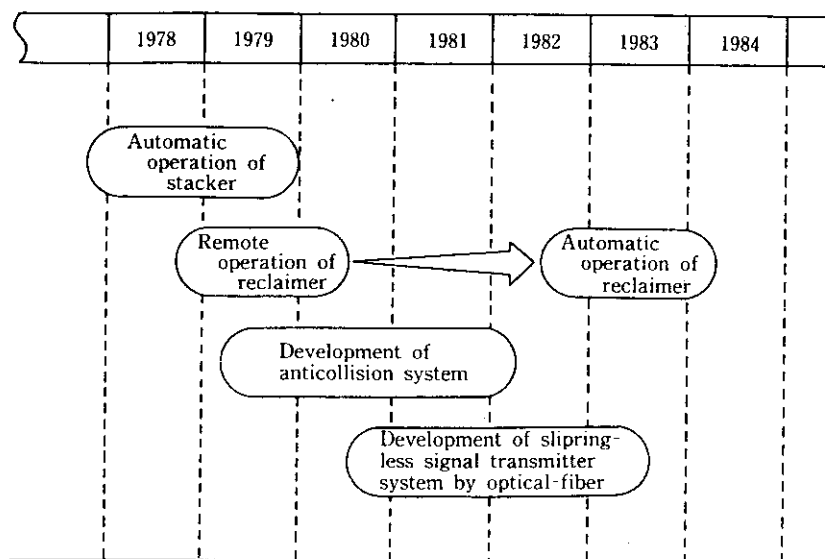 1978 1979 1980 1981 1982 1983 1984
Automatic
operation of
stacker
Remote
operation of
reclaimer
Automatic
operation of
reclaimer
Development of
anticollision system
Development of slipring-
less signal transmitter
system by optical-fiber